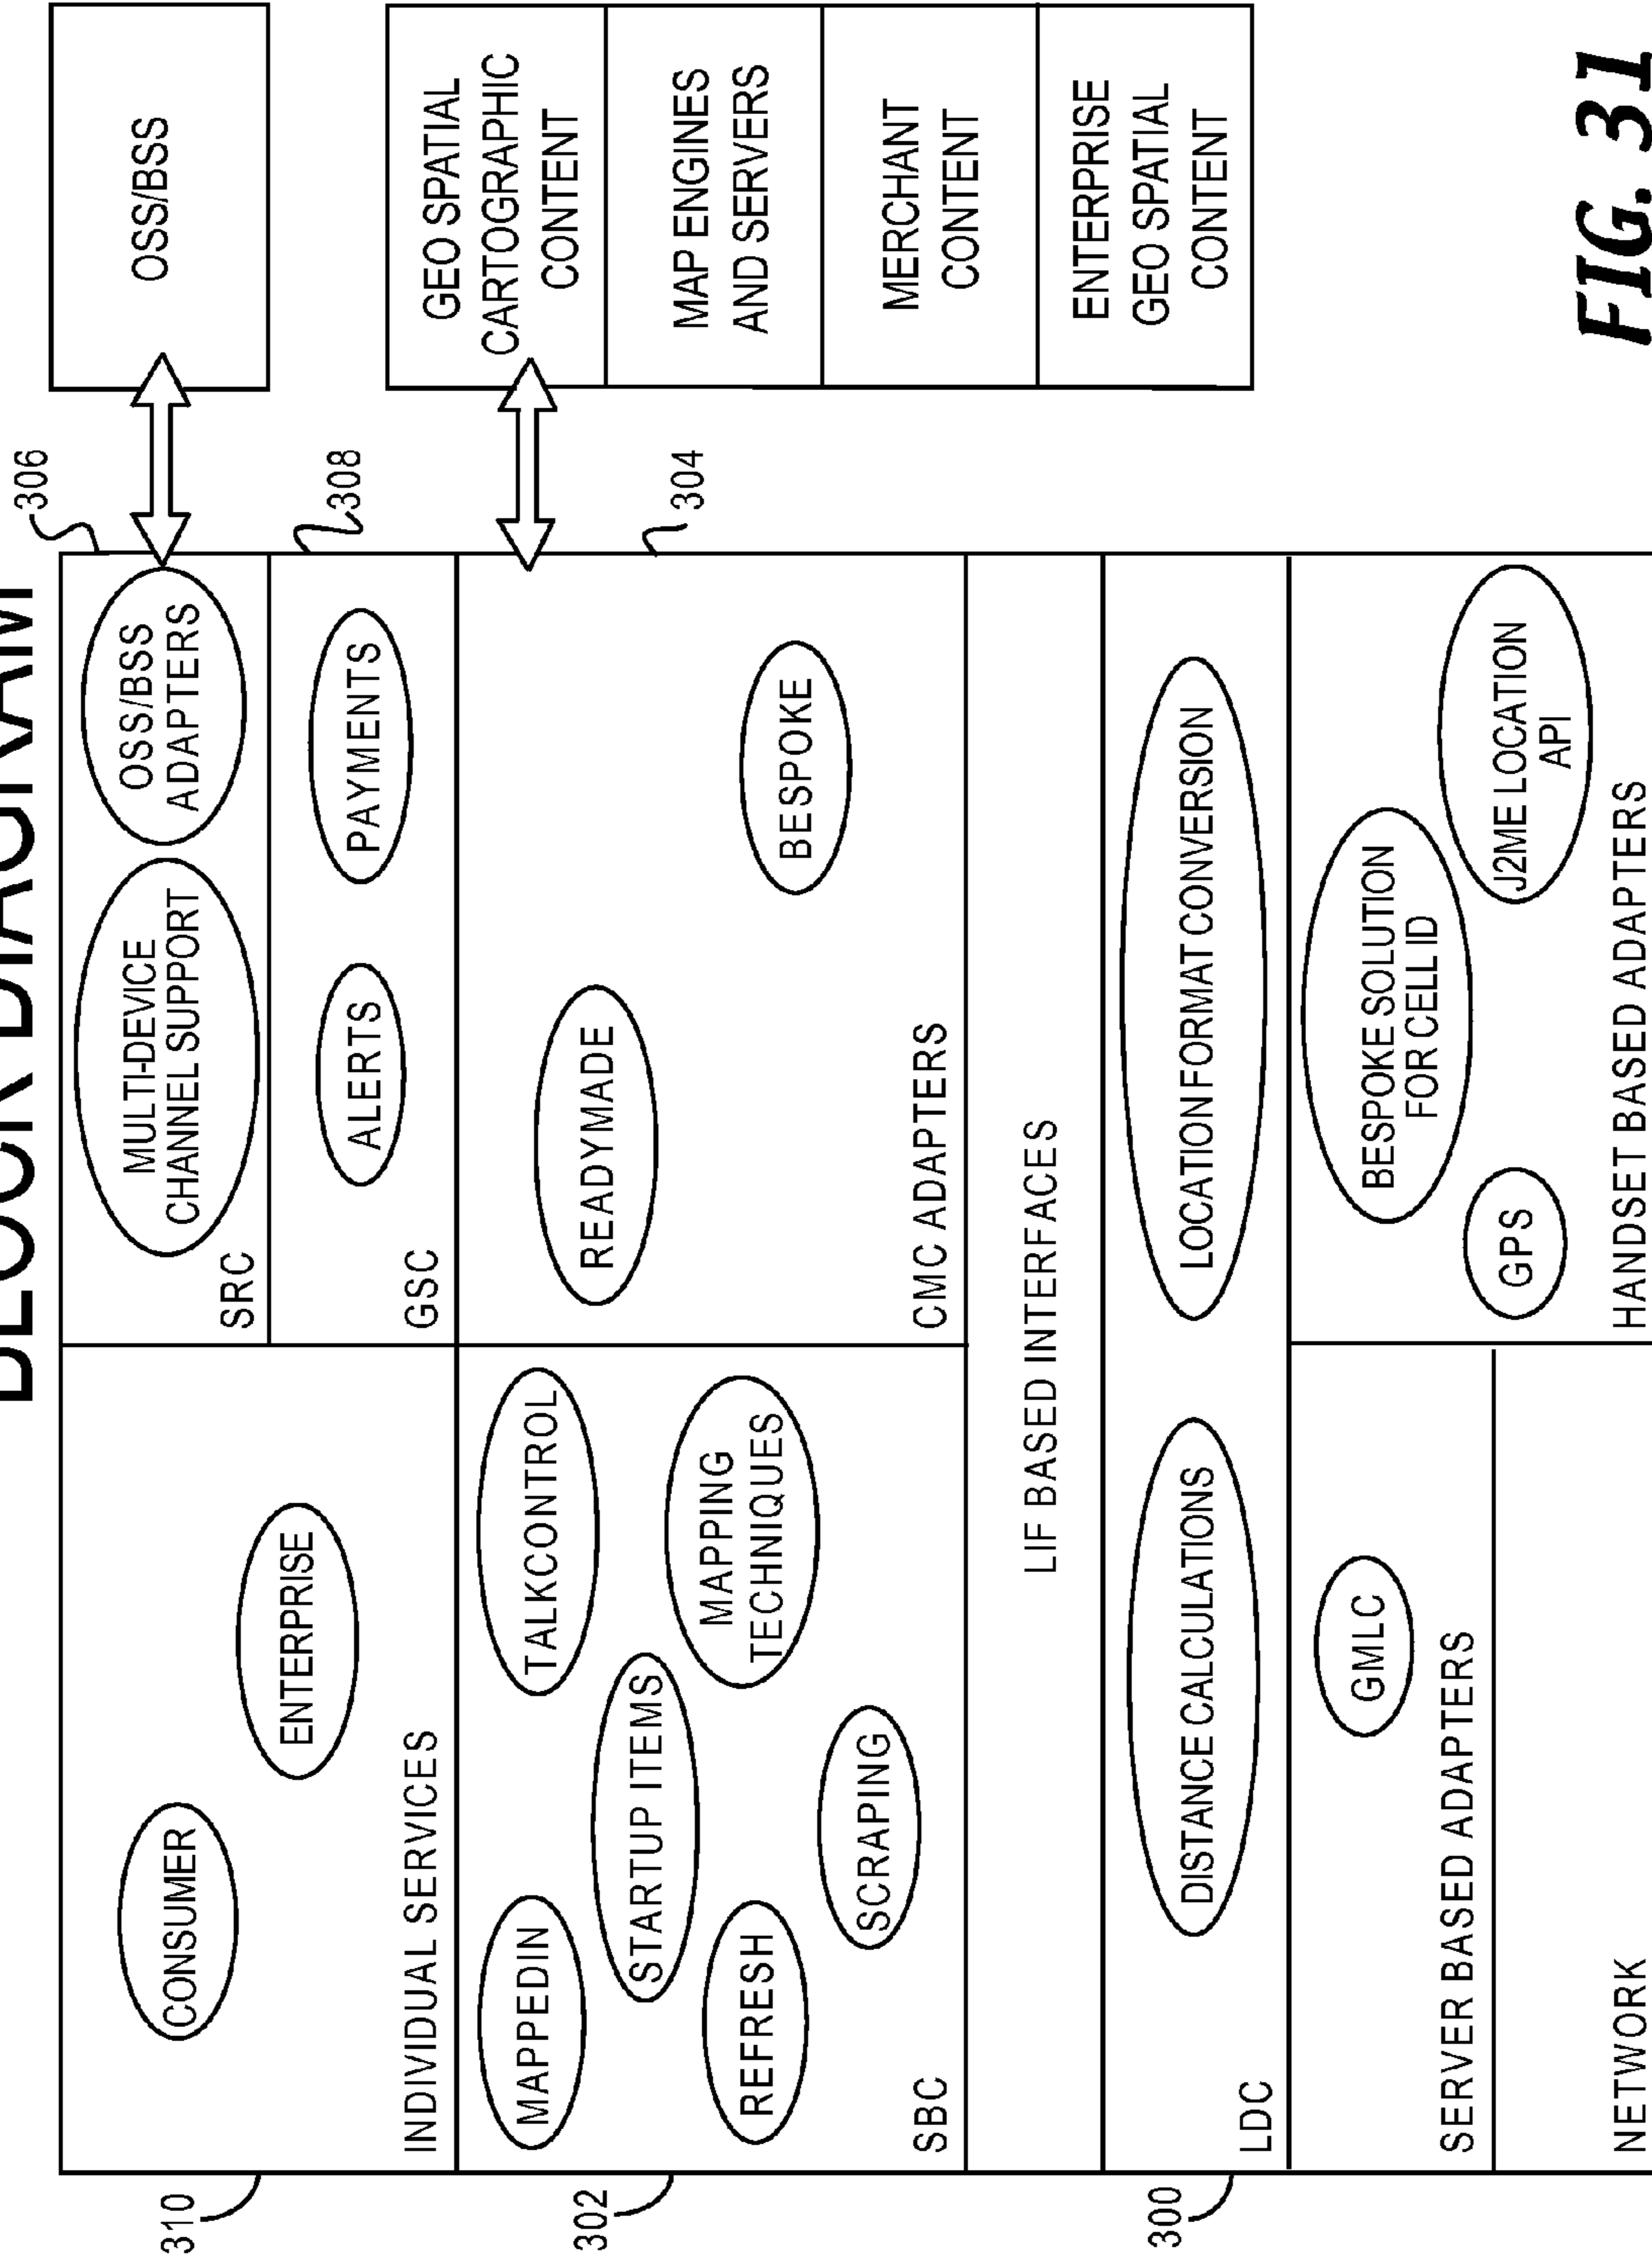 BLOCK DIAGRAM
306
310
CONSUMER
ENTERPRISE
INDIVIDUAL SERVICES
MULTI-DEVICE
CHANNEL SUPPORT
OSS/BSS
ADAPTERS
SRC
OSS/BSS
308
ALERTS
PAYMENTS
GSC
302
MAPPEDIN
TALKCONTROL
STARTUP ITEMS
REFRESH
MAPPING
TECHNIQUES
SCRAPING
SBC
READYMADE
BESPOKE
CMC ADAPTERS
304
GEO SPATIAL
CARTOGRAPHIC
CONTENT
MAP ENGINES
AND SERVERS
MERCHANT
CONTENT
ENTERPRISE
GEO SPATIAL
CONTENT
LIF BASED INTERFACES
300
DISTANCE CALCULATIONS
LOCATION FORMAT CONVERSION
LDC
GMLC
SERVER BASED ADAPTERS
NETWORK
BESPOKE SOLUTION
FOR CELL ID
GPS
J2ME LOCATION
API
HANDSET BASED ADAPTERS
FIG. 31